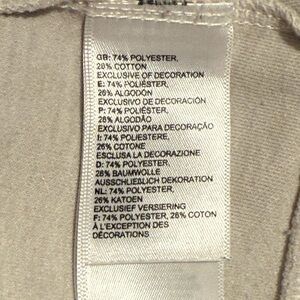 GB: 74% POLYESTER,
26% COTTON
EXCLUSIVE OF DECORATION
E: 74% POLIÉSTER,
26% ALGODÓN
EXCLUSIVO DE DECORACIÓN
P: 74% POLIÉSTER,
26% ALGODÃO
EXCLUSIVO PARA DECORAÇÃO
I: 74% POLIESTERE,
26% COTONE
ESCLUSA LA DECORAZIONE
D: 74% POLYESTER,
26% BAUMWOLLE
AUSSCHLIEßLICH DEKORATION
NL: 74% POLYESTER,
26% KATOEN
EXCLUSIEF VERSIERING
F: 74% POLYESTER, 26% COTON
À L'EXCEPTION DES
DÉCORATIONS